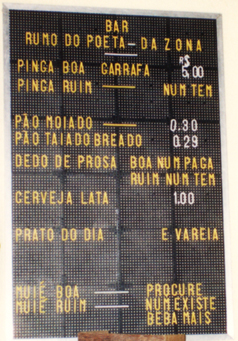 BAR
RUMO DO POETA-DA ZONA
PINGA BOA GARRAFA R$ 5,00
PINGA RUIM —— NUM TEM
PÃO MOIADO —— 0.30
PÃO TAIADO BREADO 0.29
DEDO DE PROSA BOA NUM PAGA
RUIM NUM TEM
CERVEJA LATA 1.00
PRATO DO DIA E VAREIA
MUIÉ BOA —— PROCURE
MUIÉ RUIM —— NUM EXISTE
BEBA MAIS